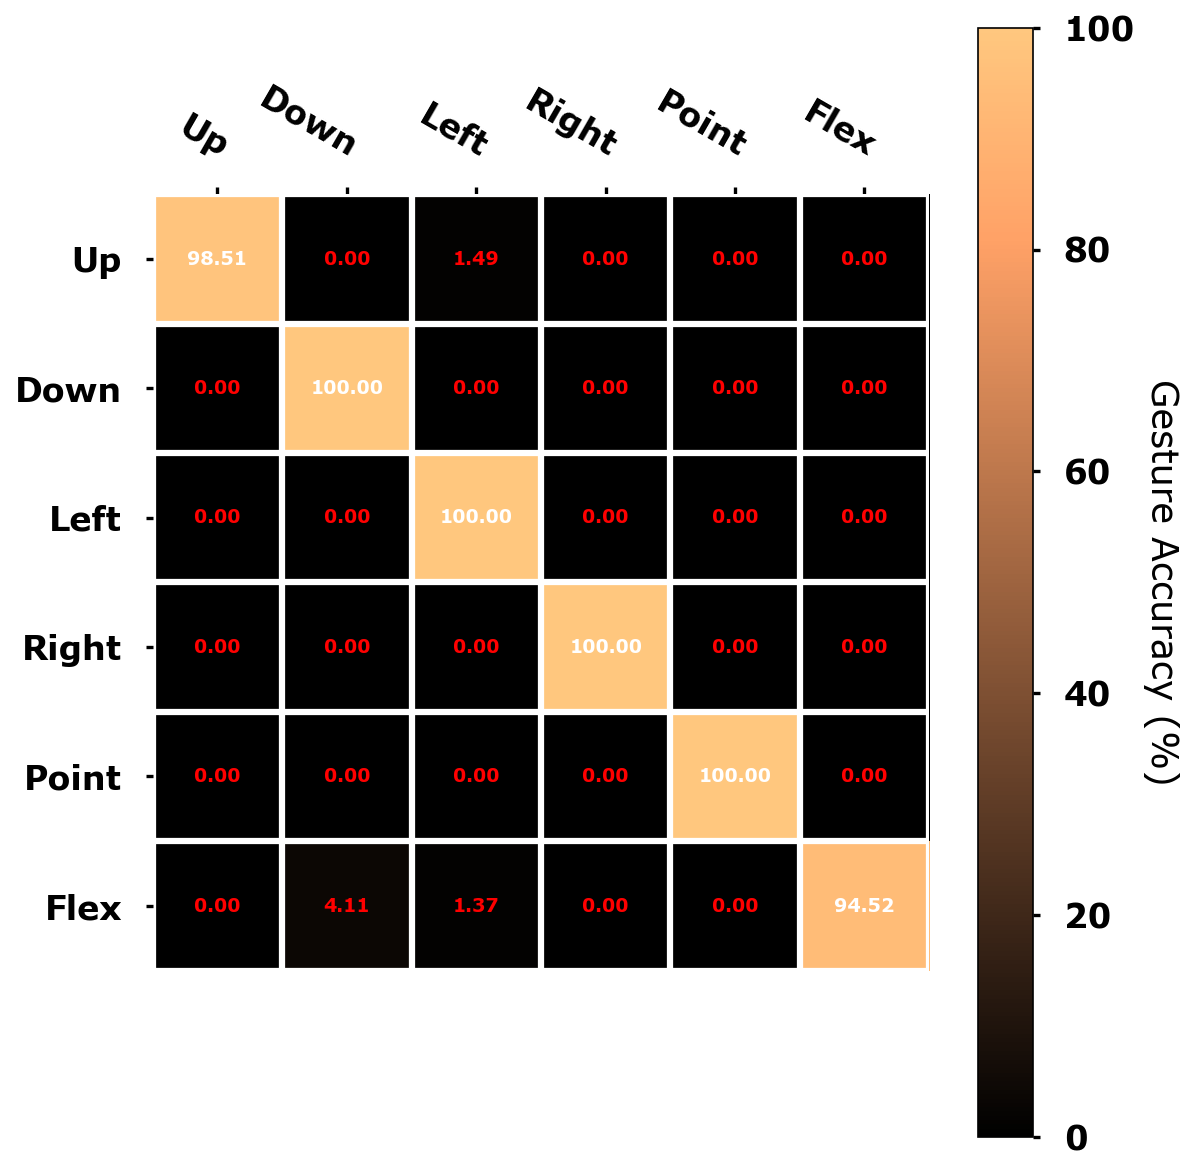 Up Down Left Right Point Flex
Up 98.51 0.00 1.49 0.00 0.00 0.00
Down 0.00 100.00 0.00 0.00 0.00 0.00
Left 0.00 0.00 100.00 0.00 0.00 0.00
Right 0.00 0.00 0.00 100.00 0.00 0.00
Point 0.00 0.00 0.00 0.00 100.00 0.00
Flex 0.00 4.11 1.37 0.00 0.00 94.52
100
80
60
40
20
0
Gesture Accuracy (%)